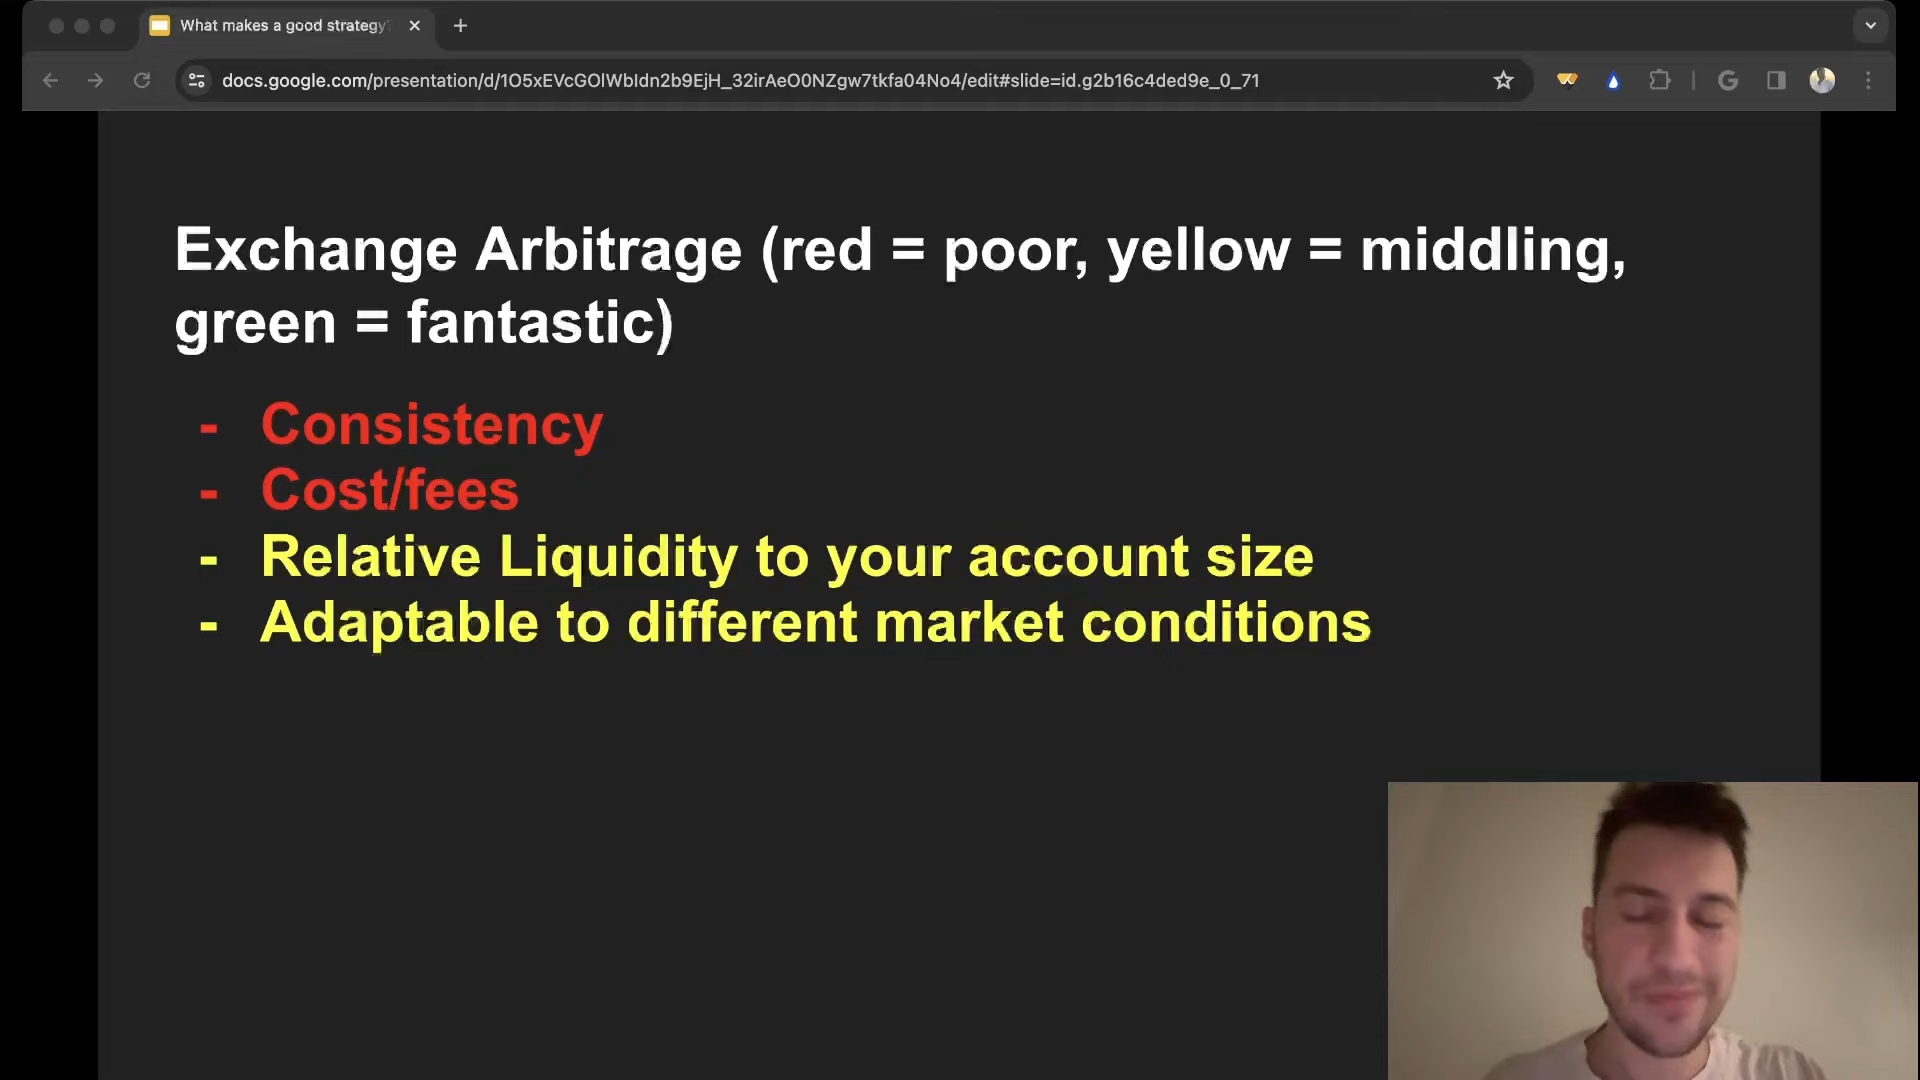 What makes a good strategy
docs.google.com/presentation/d/1O5xEVcGOlWbIdn2b9EjH_32irAeO0NZgw7tkfa04No4/edit#slide=id.g2b16c4ded9e_0_71
Exchange Arbitrage (red = poor, yellow = middling,
green = fantastic)
- Consistency
- Cost/fees
- Relative Liquidity to your account size
- Adaptable to different market conditions